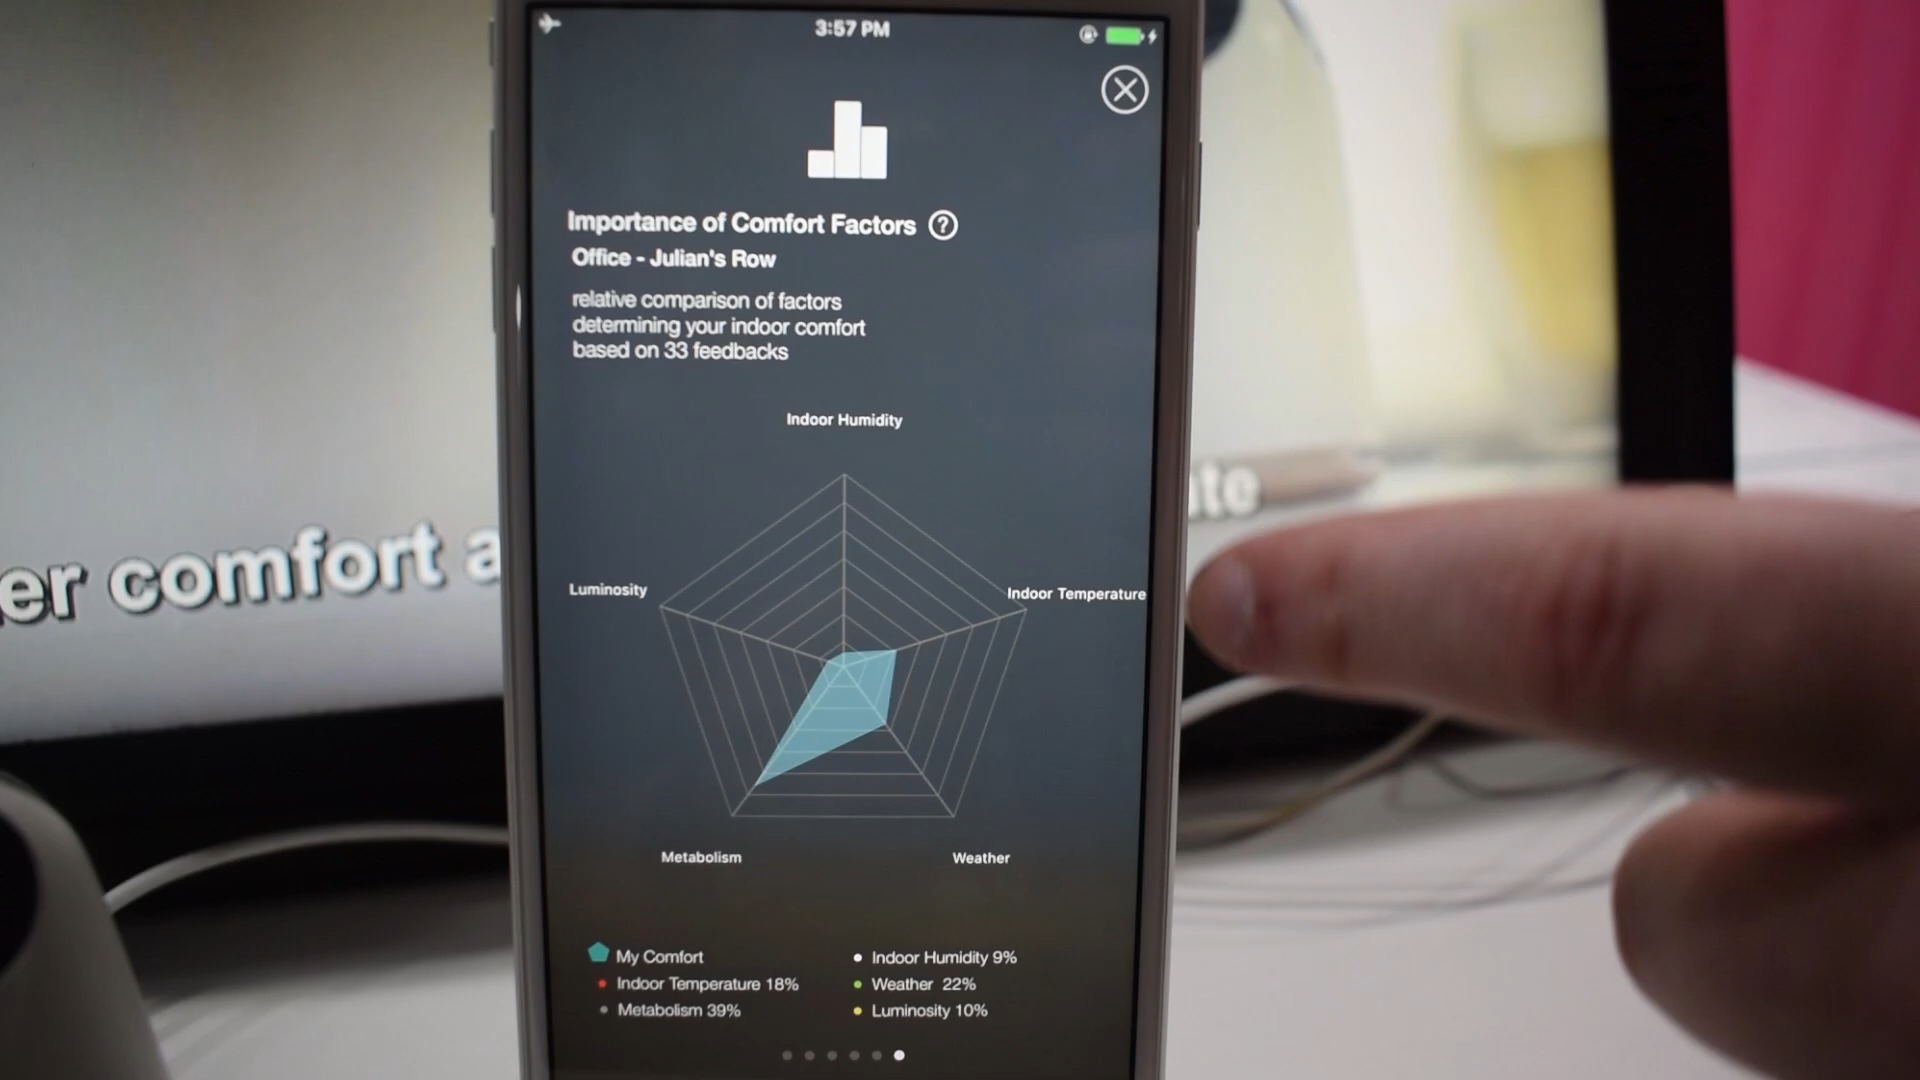 3:57 PM
Importance of Comfort Factors ?
Office - Julian's Row
relative comparison of factors
determining your indoor comfort
based on 33 feedbacks
Indoor Humidity
Luminosity
Indoor Temperature
Metabolism
Weather
My Comfort
Indoor Humidity 9%
Indoor Temperature 18%
Weather 22%
Metabolism 39%
Luminosity 10%
er comfort a
te